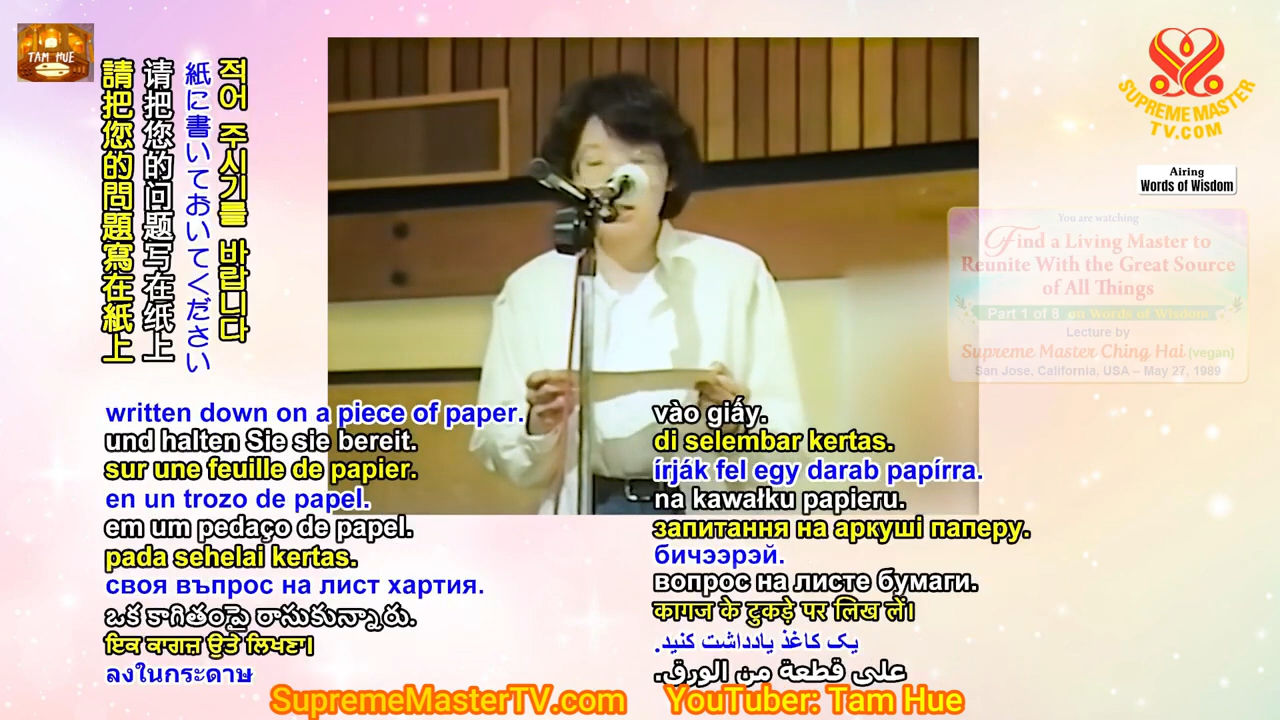 TAM HUE
請把您的問題寫在紙上
请把您的问题写在纸上
紙に書いておいてください
적어 주시기를 바랍니다
SUPREME MASTER
TV.COM
Airing
Words of Wisdom
You are watching
Find a Living Master to
Reunite With the Great Source
of All Things
Part 1 of 8 on Words of Wisdom
Lecture by
Supreme Master Ching Hai (vegan)
San Jose, California, USA – May 27, 1989
written down on a piece of paper.
und halten Sie sie bereit.
sur une feuille de papier.
en un trozo de papel.
em um pedaço de papel.
pada sehelai kertas.
своя въпрос на лист хартия.
ఒక కాగితంపై రాసుకున్నారు.
ਇਕ ਕਾਗਜ਼ ਉਤੇ ਲਿਖਣਾ।
ลงในกระดาษ
vào giấy.
di selembar kertas.
írják fel egy darab papírra.
na kawałku papieru.
запитання на аркуші паперу.
бичээрэй.
вопрос на листе бумаги.
कागज के टुकड़े पर लिख लें।
یک کاغذ یادداشت کنید.
على قطعة من الورق.
SupremeMasterTV.com
YouTuber: Tam Hue